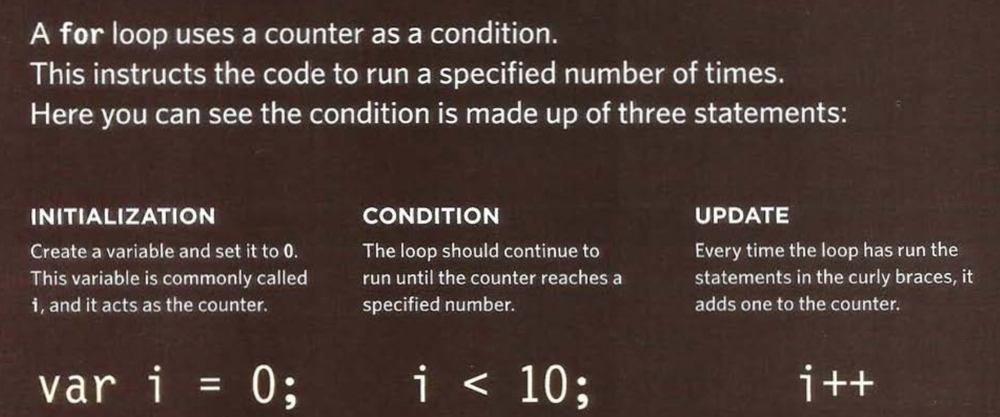 A for loop uses a counter as a condition.
This instructs the code to run a specified number of times.
Here you can see the condition is made up of three statements:
INITIALIZATION
Create a variable and set it to 0.
This variable is commonly called
i, and it acts as the counter.
var i = 0;
CONDITION
The loop should continue to
run until the counter reaches a
specified number.
i < 10;
UPDATE
Every time the loop has run the
statements in the curly braces, it
adds one to the counter.
i++